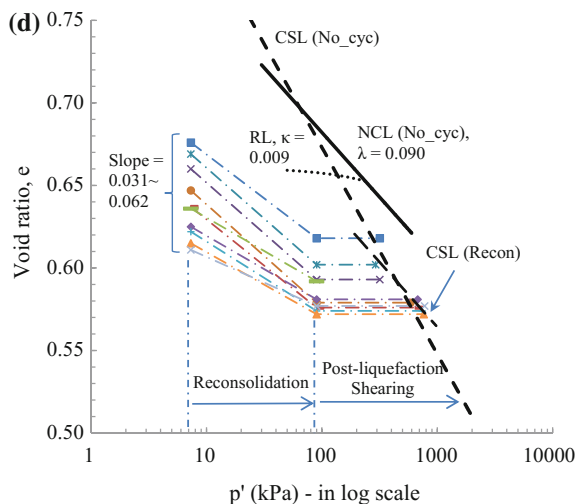 (d)
0.75
0.70
0.65
0.60
0.55
0.50
Void ratio, e
CSL (No_cyc)
RL, κ =
0.009
NCL (No_cyc),
λ = 0.090
Slope =
0.031~
0.062
CSL (Recon)
Reconsolidation
Post-liquefaction
Shearing
1 10 100 1000 10000
p' (kPa) - in log scale